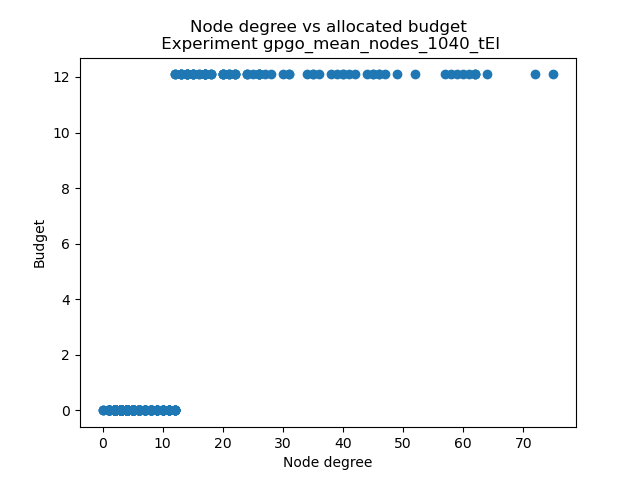 Node degree vs allocated budget
Experiment gpgo_mean_nodes_1040_tEI
12
10
8
6
4
2
0
Budget
0 10 20 30 40 50 60 70
Node degree